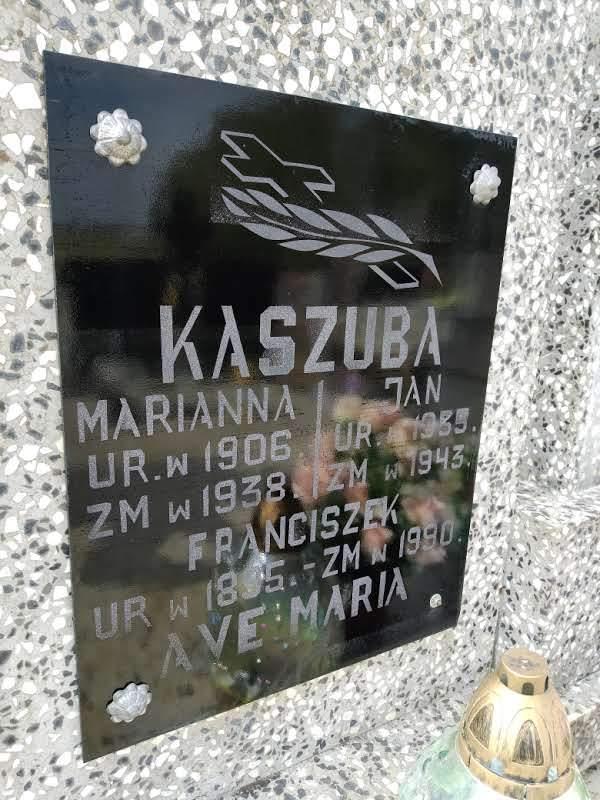 KASZUBA
MARIANNA
UR. w 1906.
ZM w 1938.
JAN
UR. w 1935.
ZM w 1943.
FRANCISZEK
UR w 1895. - ZM w 1990.
AVE MARIA